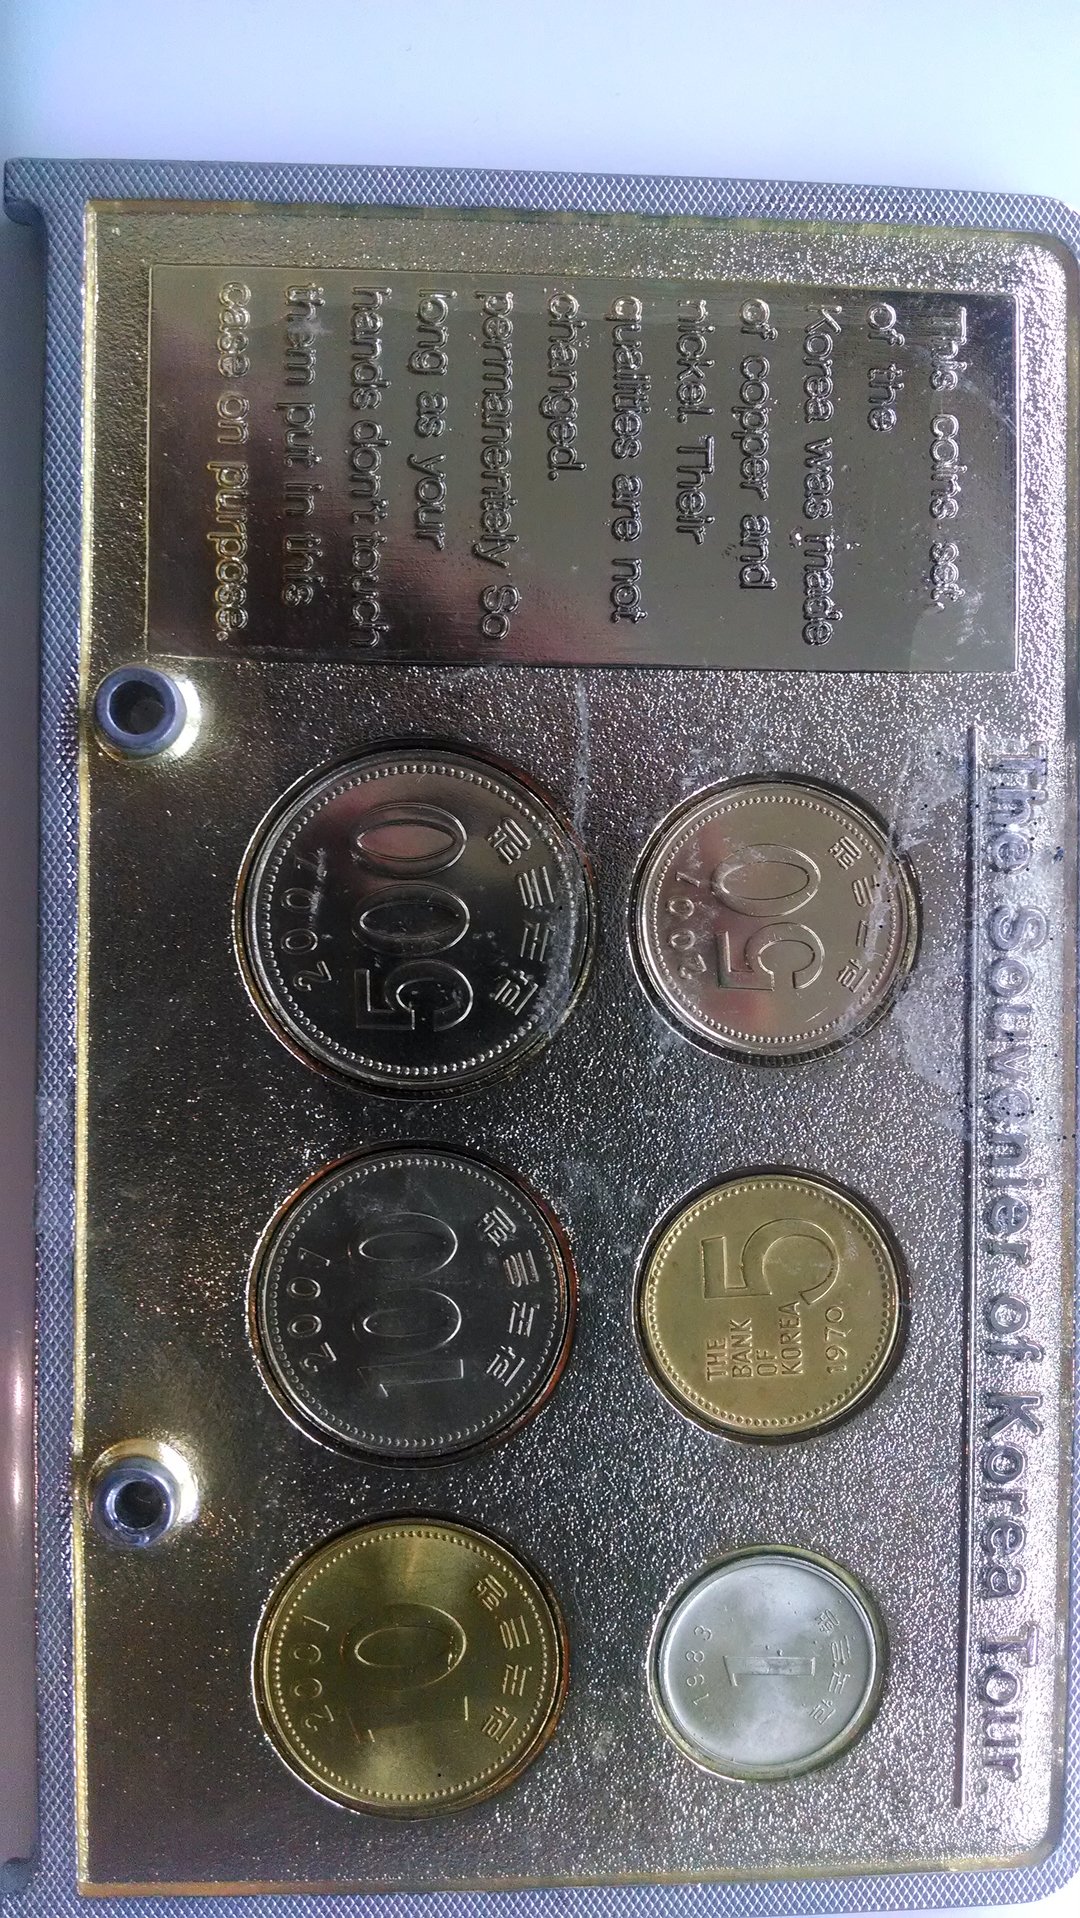 The Souvenier of Korea Tour.
This coins set,
of the
Korea was made
of copper and
nickel. Their
qualities are not
changed.
permanentely So
long as your
hands don't touch
them put in this
case on purpose.
2007
50
한국은행
5
THE
BANK
OF
KOREA
1970
1983
1
한국은행
2007
500
한국은행
2007
100
한국은행
2001
10
한국은행